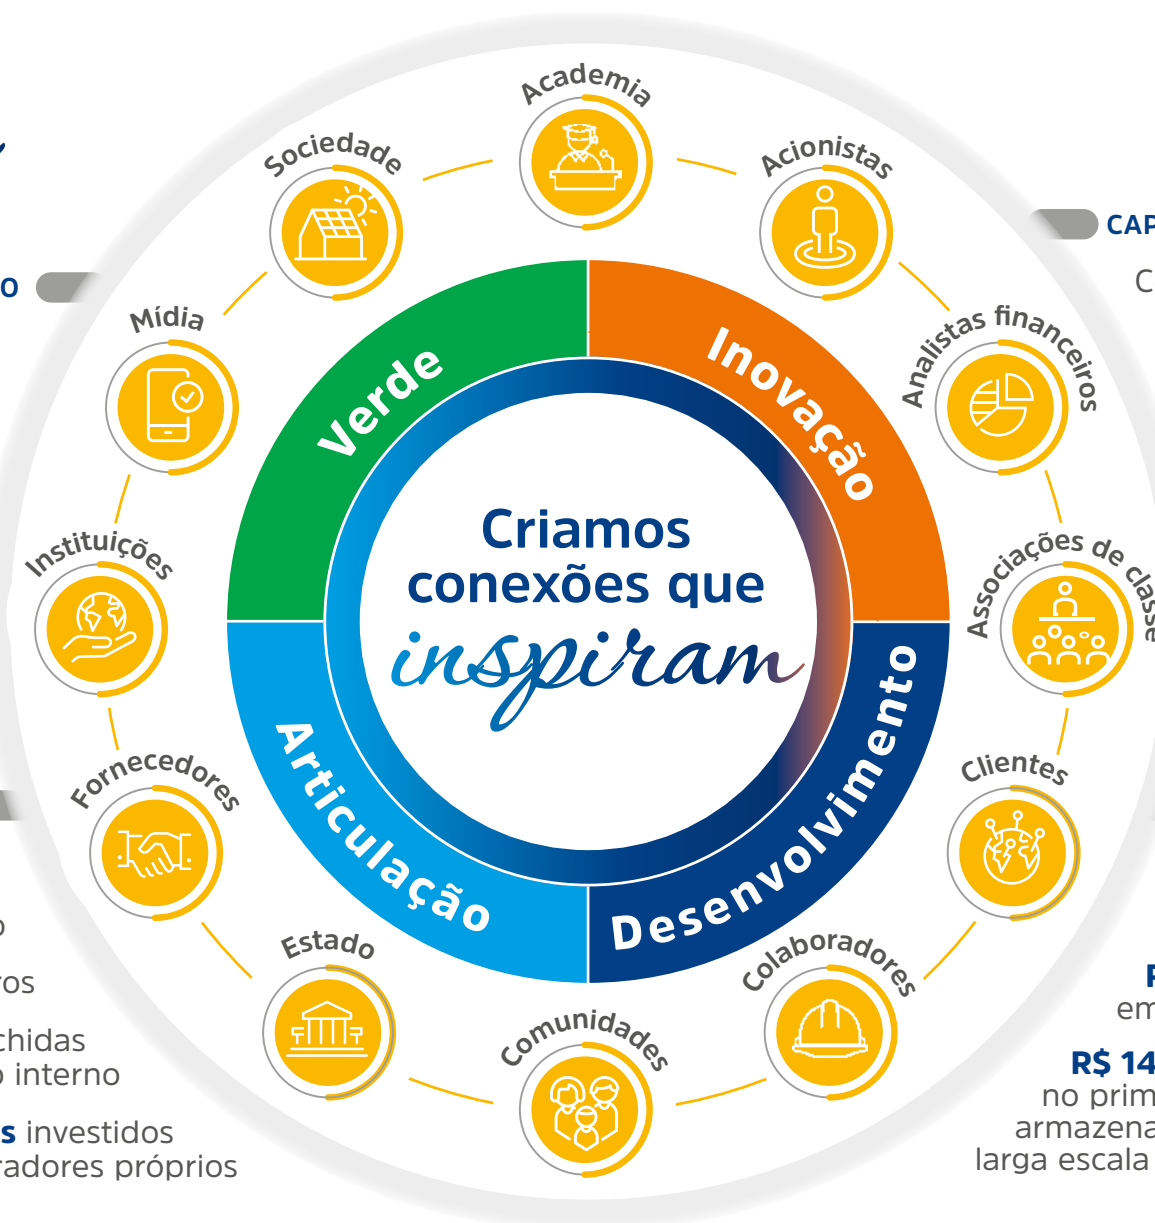 Academia
Sociedade
Acionistas
CAP
C
O
Mídia
Analistas financeiros
Verde
Inovação
Criamos
conexões que
inspiram
Instituições
Associações de classe
Articulação
Desenvolvimento
Fornecedores
Clientes
Estado
Colaboradores
Comunidades
o
ros
chidas
o interno
s investidos
radores próprios
em
R$ 14
no prim
armazena
larga escala